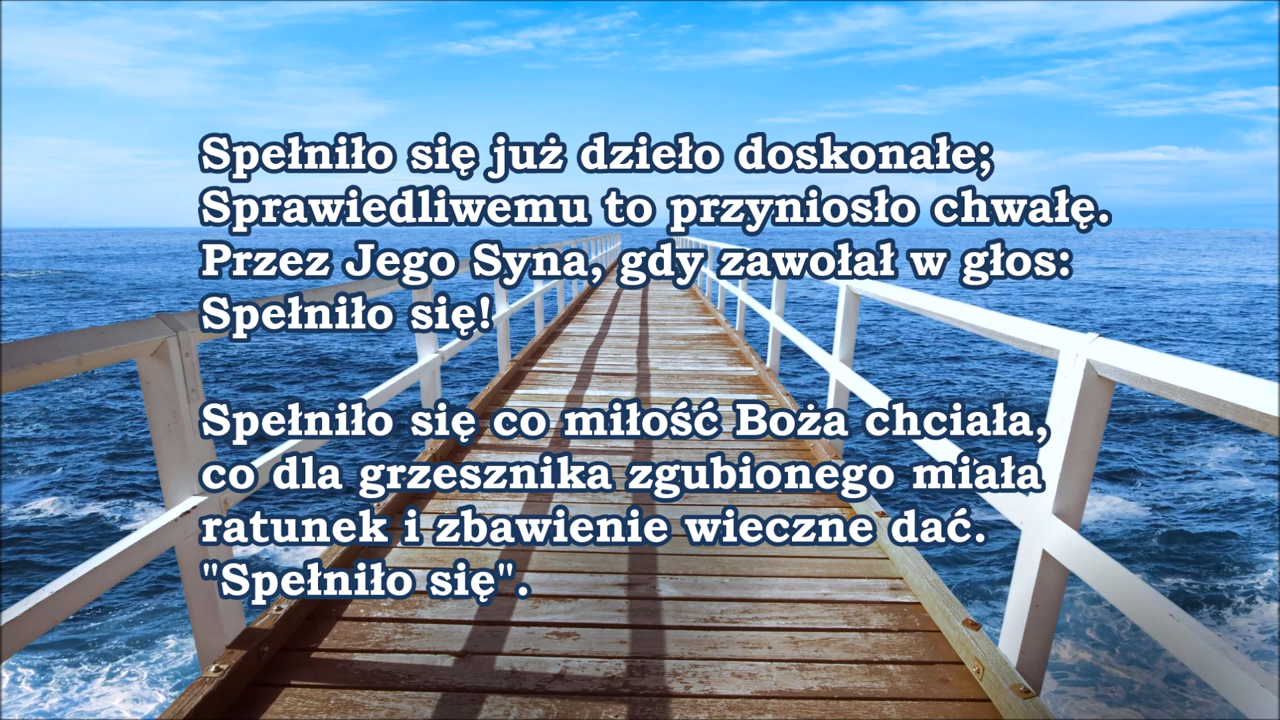 Spełniło się już dzieło doskonałe;
Sprawiedliwemu to przyniosło chwałę.
Przez Jego Syna, gdy zawołał w głos:
Spełniło się!
Spełniło się co miłość Boża chciała,
co dla grzesznika zgubionego miała
ratunek i zbawienie wieczne dać.
"Spełniło się".